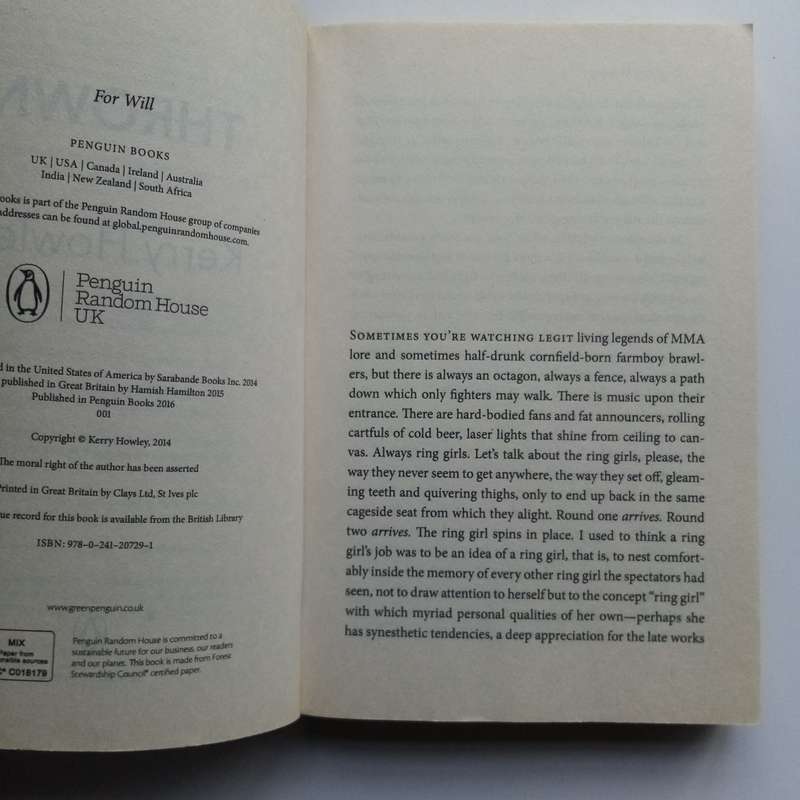 For Will
PENGUIN BOOKS
UK | USA | Canada | Ireland | Australia
India | New Zealand | South Africa
ooks is part of the Penguin Random House group of companies
addresses can be found at global.penguinrandomhouse.com.
Penguin
Random House
UK
d in the United States of America by Sarabande Books Inc. 2014
published in Great Britain by Hamish Hamilton 2015
Published in Penguin Books 2016
001
Copyright © Kerry Howley, 2014
The moral right of the author has been asserted
Printed in Great Britain by Clays Ltd, St Ives plc
ue record for this book is available from the British Library
ISBN: 978–0–241–20729–1
www.greenpenguin.co.uk
MIX
Paper from
onsible sources
C® C018179
Penguin Random House is committed to a
sustainable future for our business, our readers
and our planet. This book is made from Forest
Stewardship Council® certified paper.
SOMETIMES YOU'RE WATCHING LEGIT living legends of MMA
lore and sometimes half-drunk cornfield-born farmboy brawl-
ers, but there is always an octagon, always a fence, always a path
down which only fighters may walk. There is music upon their
entrance. There are hard-bodied fans and fat announcers, rolling
cartfuls of cold beer, laser lights that shine from ceiling to can-
vas. Always ring girls. Let's talk about the ring girls, please, the
way they never seem to get anywhere, the way they set off, gleam-
ing teeth and quivering thighs, only to end up back in the same
cageside seat from which they alight. Round one arrives. Round
two arrives. The ring girl spins in place. I used to think a ring
girl's job was to be an idea of a ring girl, that is, to nest comfort-
ably inside the memory of every other ring girl the spectators had
seen, not to draw attention to herself but to the concept "ring girl"
with which myriad personal qualities of her own—perhaps she
has synesthetic tendencies, a deep appreciation for the late works